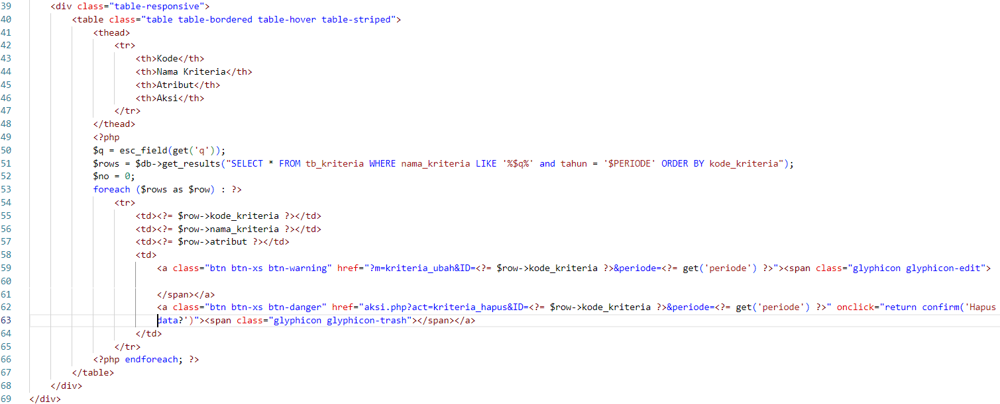 39 <div class="table-responsive">
40 <table class="table table-bordered table-hover table-striped">
41 <thead>
42 <tr>
43 <th>Kode</th>
44 <th>Nama Kriteria</th>
45 <th>Atribut</th>
46 <th>Aksi</th>
47 </tr>
48 </thead>
49 <?php
50 $q = esc_field(get('q'));
51 $rows = $db->get_results("SELECT * FROM tb_kriteria WHERE nama_kriteria LIKE '%$q%' and tahun = '$PERIODE' ORDER BY kode_kriteria");
52 $no = 0;
53 foreach ($rows as $row) : ?>
54 <tr>
55 <td><?= $row->kode_kriteria ?></td>
56 <td><?= $row->nama_kriteria ?></td>
57 <td><?= $row->atribut ?></td>
58 <td>
59 <a class="btn btn-xs btn-warning" href="?m=kriteria_ubah&ID=<?= $row->kode_kriteria ?>&periode=<?= get('periode') ?>"><span class="glyphicon glyphicon-edit">
60
61 </span></a>
62 <a class="btn btn-xs btn-danger" href="aksi.php?act=kriteria_hapus&ID=<?= $row->kode_kriteria ?>&periode=<?= get('periode') ?>" onclick="return confirm('Hapus
63 data?')"><span class="glyphicon glyphicon-trash"></span></a>
64 </td>
65 </tr>
66 <?php endforeach; ?>
67 </table>
68 </div>
69 </div>